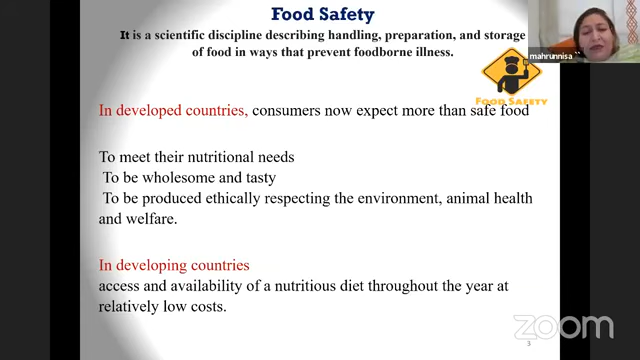 Food Safety
It is a scientific discipline describing handling, preparation, and storage
of food in ways that prevent foodborne illness.
mahrunnisa ``
FOOD SAFETY
In developed countries, consumers now expect more than safe food
To meet their nutritional needs
To be wholesome and tasty
To be produced ethically respecting the environment, animal health
and welfare.
In developing countries
access and availability of a nutritious diet throughout the year at
relatively low costs.
zoom
3